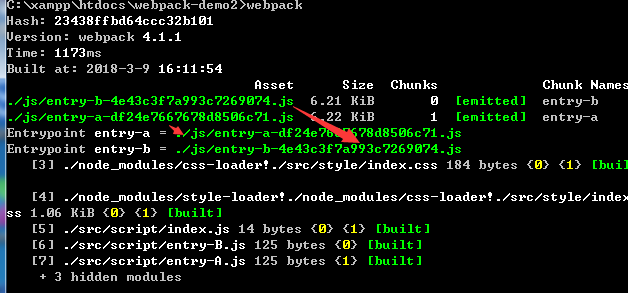 C:\xampp\htdocs\webpack-demo2>webpack
Hash: 23438ffbd64ccc32b101
Version: webpack 4.1.1
Time: 1173ms
Built at: 2018-3-9 16:11:54
Asset Size Chunks Chunk Names
./js/entry-b-4e43c3f7a993c7269074.js 6.21 KiB 0 [emitted] entry-b
./js/entry-a-df24e7667678d8506c71.js 6.22 KiB 1 [emitted] entry-a
Entrypoint entry-a = ./js/entry-a-df24e7667678d8506c71.js
Entrypoint entry-b = ./js/entry-b-4e43c3f7a993c7269074.js
[3] ./node_modules/css-loader!./src/style/index.css 184 bytes {0} {1} [built]
[4] ./node_modules/style-loader!./node_modules/css-loader!./src/style/index.c
ss 1.06 KiB {0} {1} [built]
[5] ./src/script/index.js 14 bytes {0} {1} [built]
[6] ./src/script/entry-B.js 125 bytes {0} [built]
[7] ./src/script/entry-A.js 125 bytes {1} [built]
+ 3 hidden modules